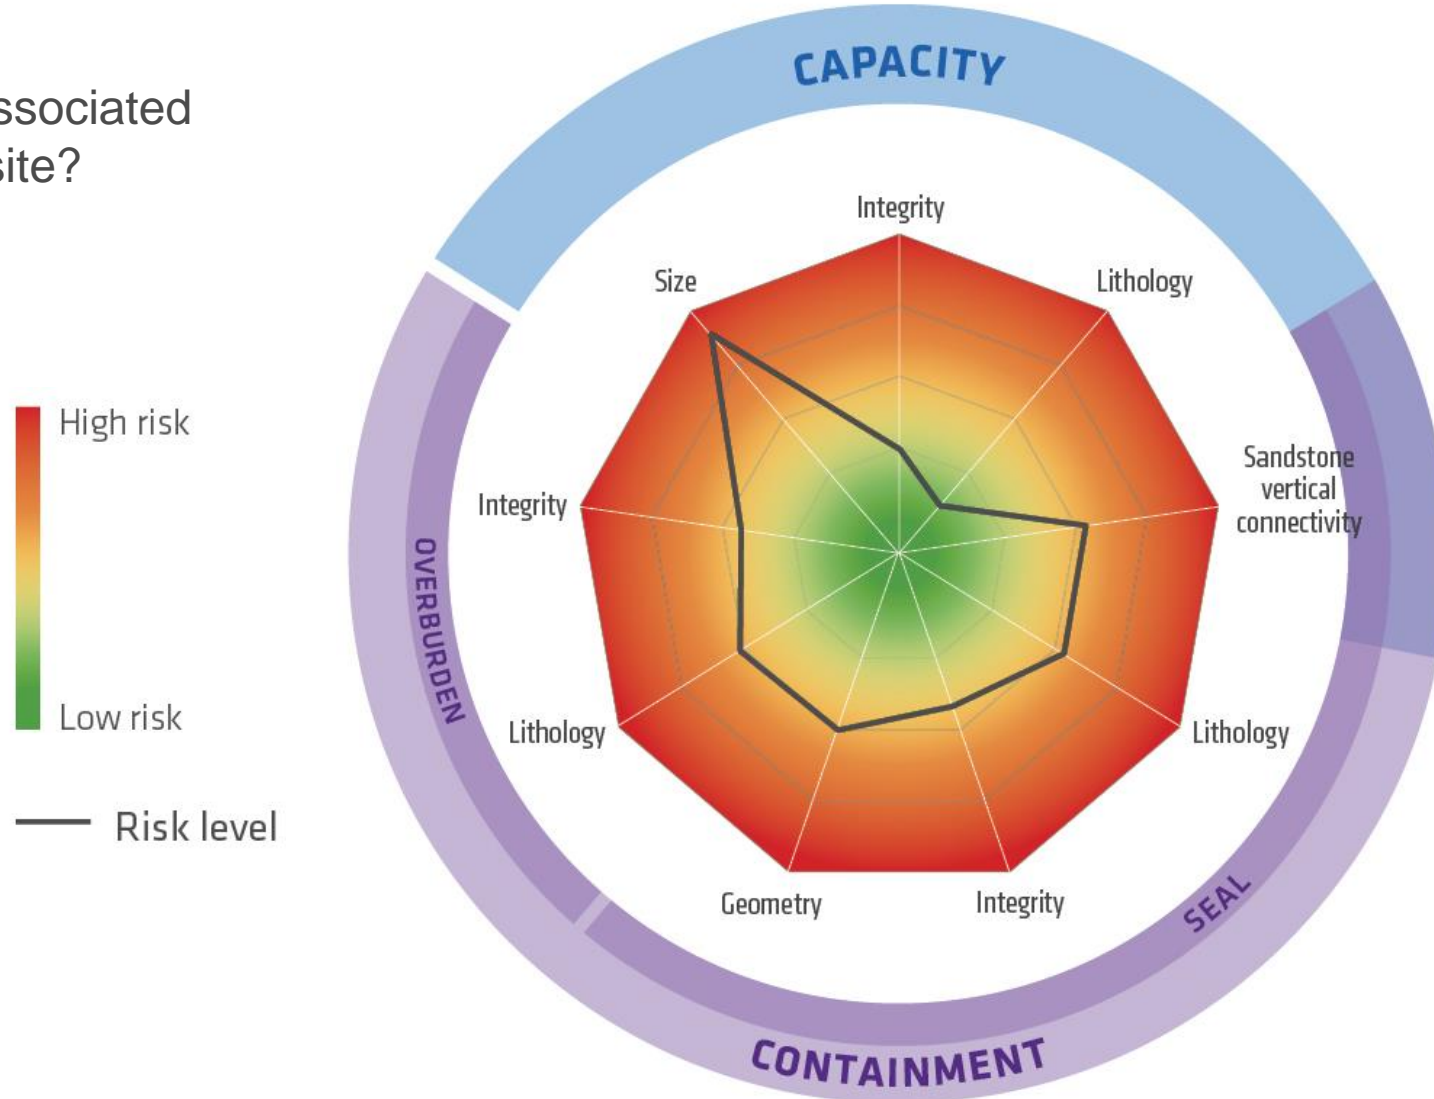 ssociated
site?
CAPACITY
Integrity
Size
Lithology
High risk
Low risk
Risk level
Sandstone
vertical
connectivity
Integrity
OVERBURDEN
Lithology
Lithology
Geometry
Integrity
SEAL
CONTAINMENT